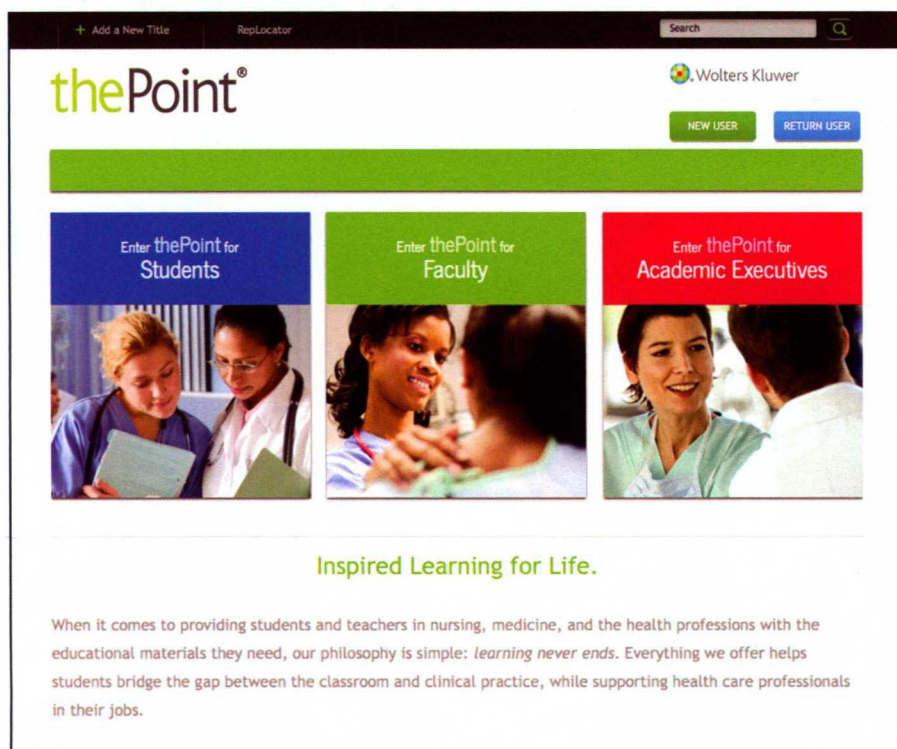 + Add a New Title RepLocator Search
thePoint®
Wolters Kluwer
NEW USER RETURN USER
Enter thePoint for
Students
Enter thePoint for
Faculty
Enter thePoint for
Academic Executives
Inspired Learning for Life.
When it comes to providing students and teachers in nursing, medicine, and the health professions with the
educational materials they need, our philosophy is simple: learning never ends. Everything we offer helps
students bridge the gap between the classroom and clinical practice, while supporting health care professionals
in their jobs.